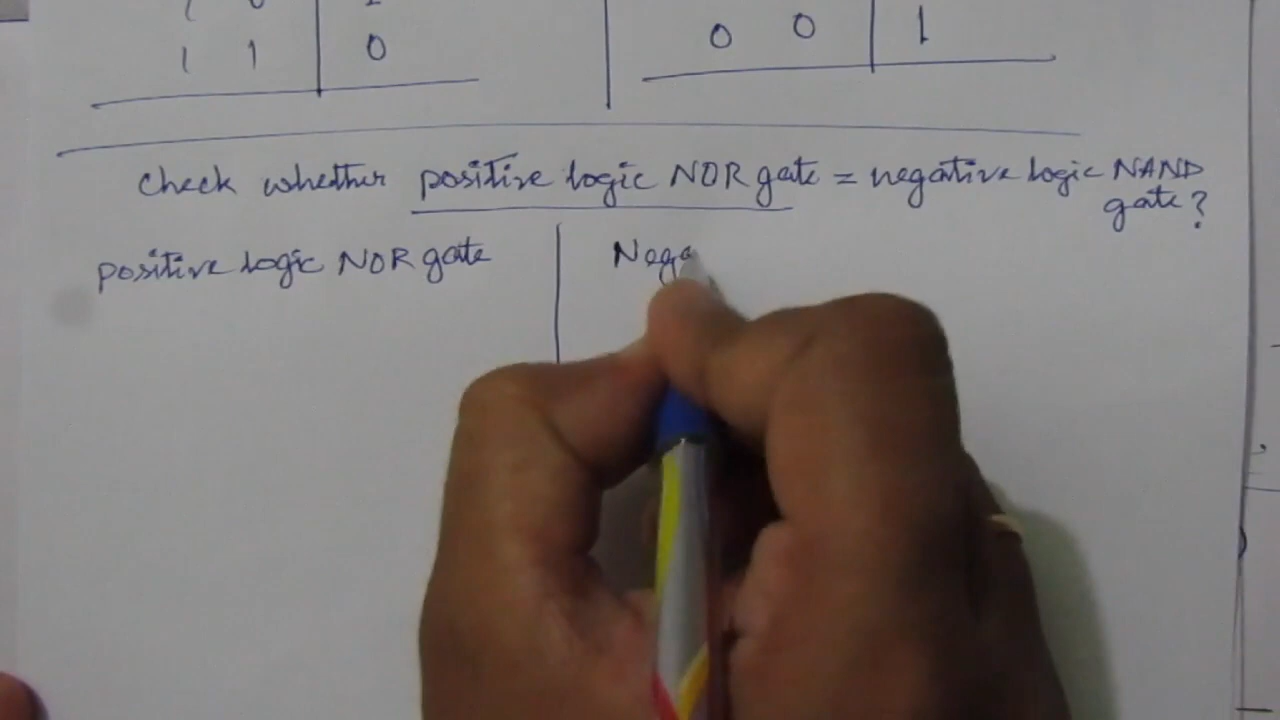 1 1 0
0 0 1
Check whether positive logic NOR gate = negative logic NAND
gate?
positive logic NOR gate
Nega